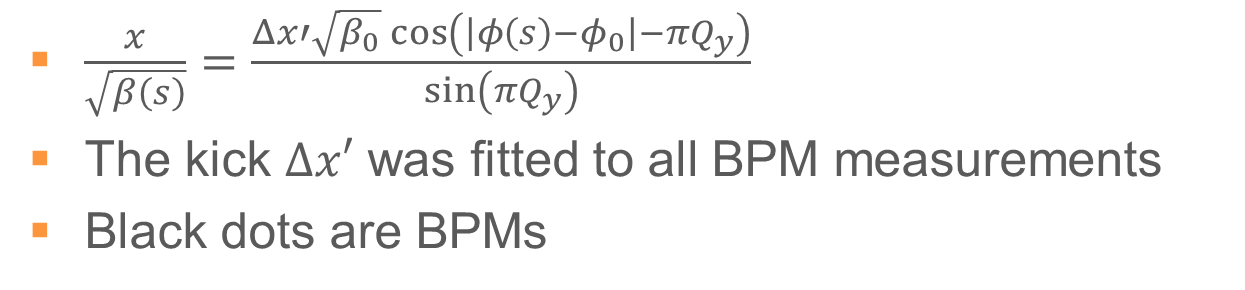 ▪ x/√β(s) = Δx′√β₀ cos(|ϕ(s)−ϕ₀|−πQ_y)/sin(πQ_y)
▪ The kick Δx′ was fitted to all BPM measurements
▪ Black dots are BPMs